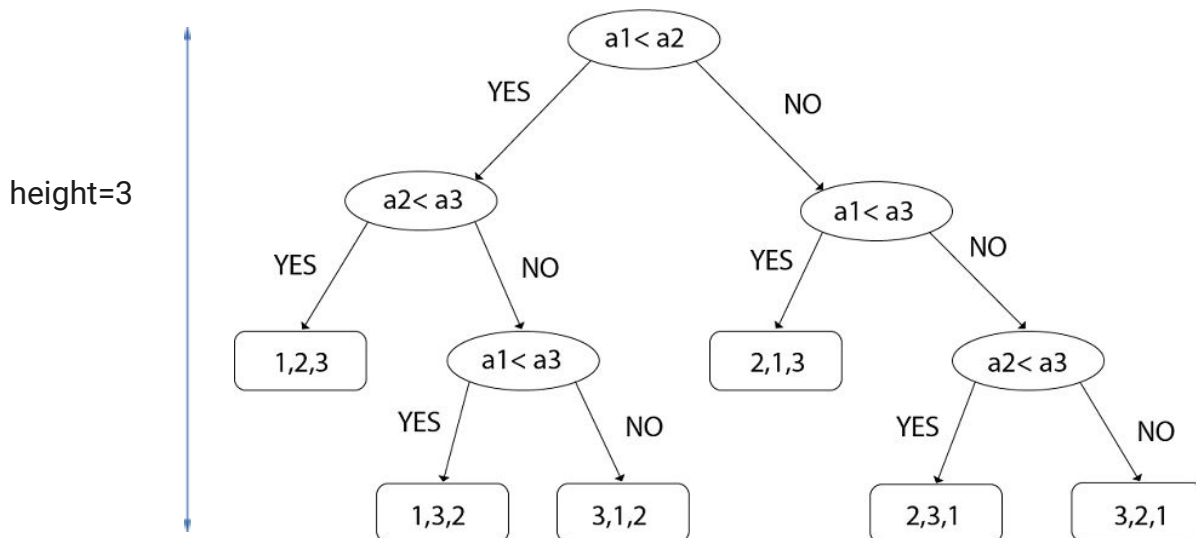 a1< a2
YES
NO
height=3
a2< a3
a1< a3
YES
NO
YES
NO
1,2,3
a1< a3
2,1,3
a2< a3
YES
NO
YES
NO
1,3,2
3,1,2
2,3,1
3,2,1